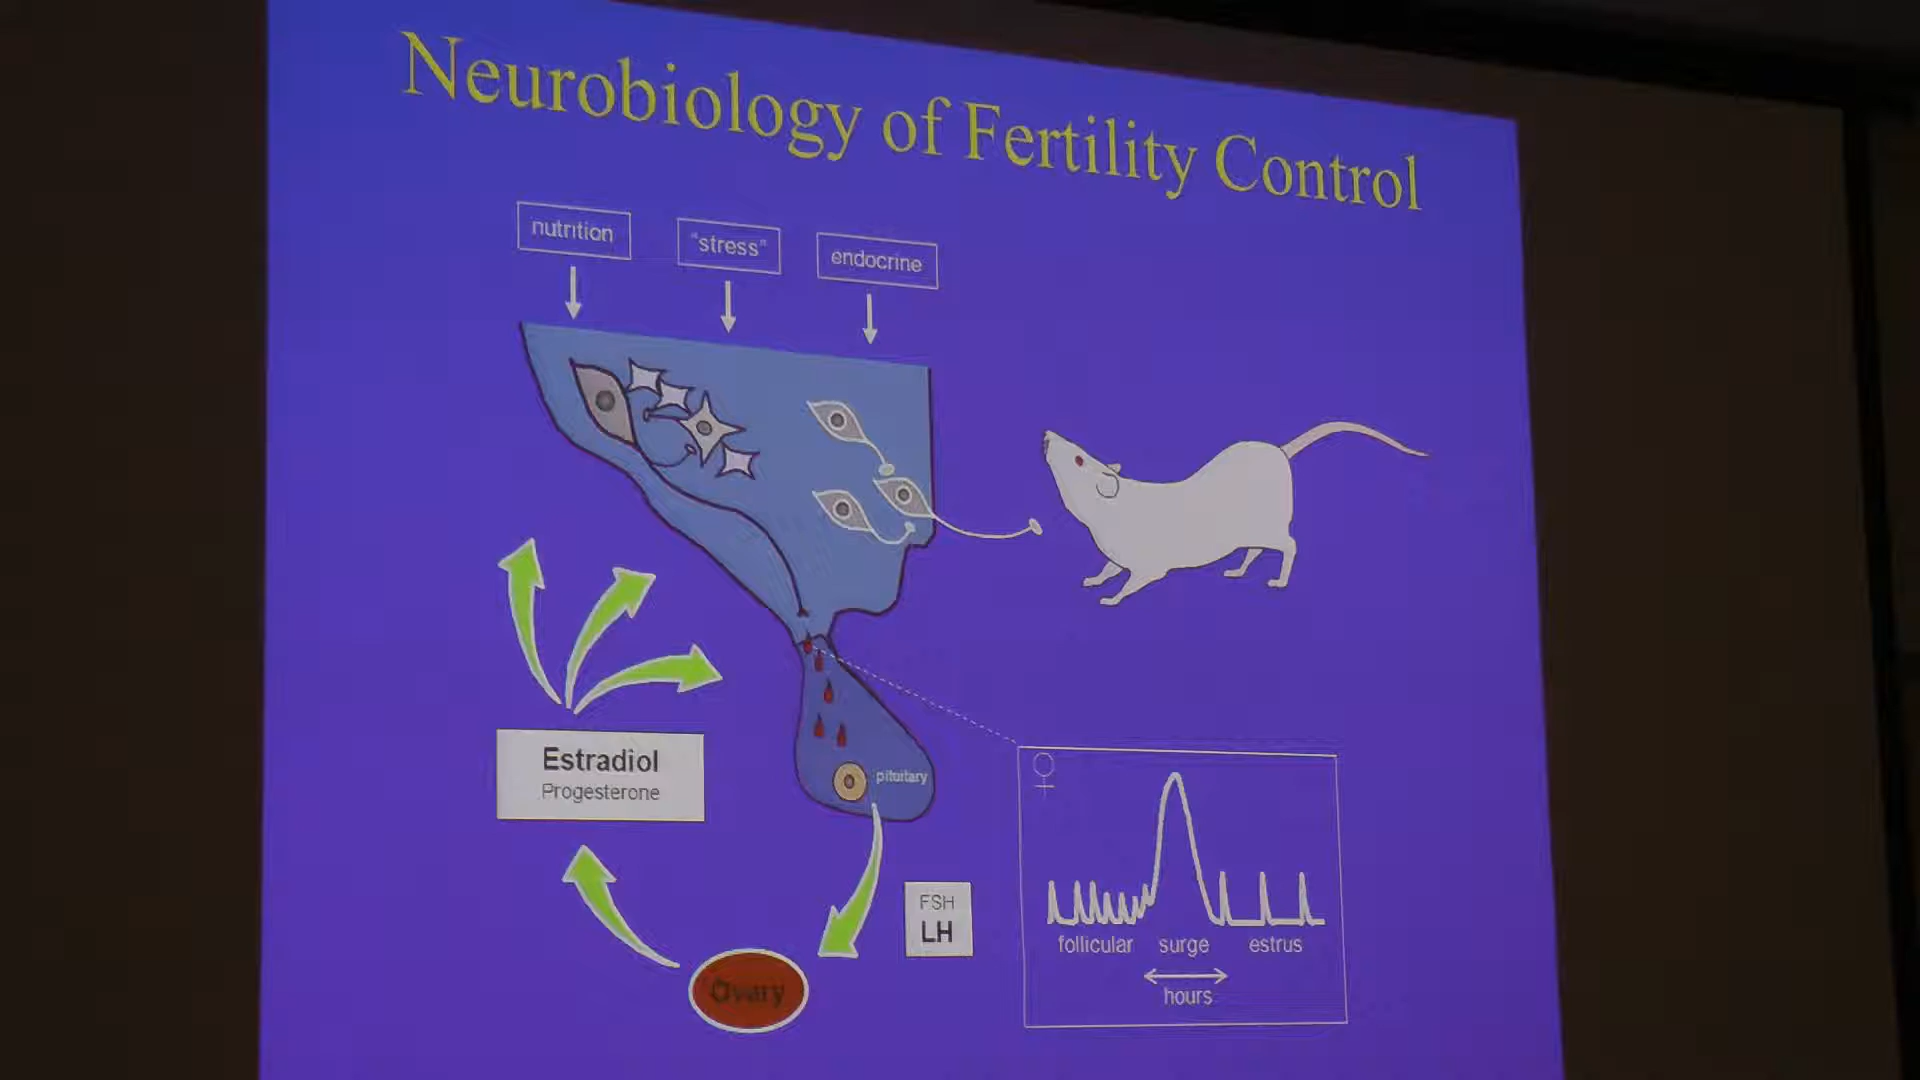 Neurobiology of Fertility Control
nutrition
"stress"
endocrine
pituitary
Estradiol
Progesterone
FSH
LH
Ovary
♀
follicular surge estrus
hours